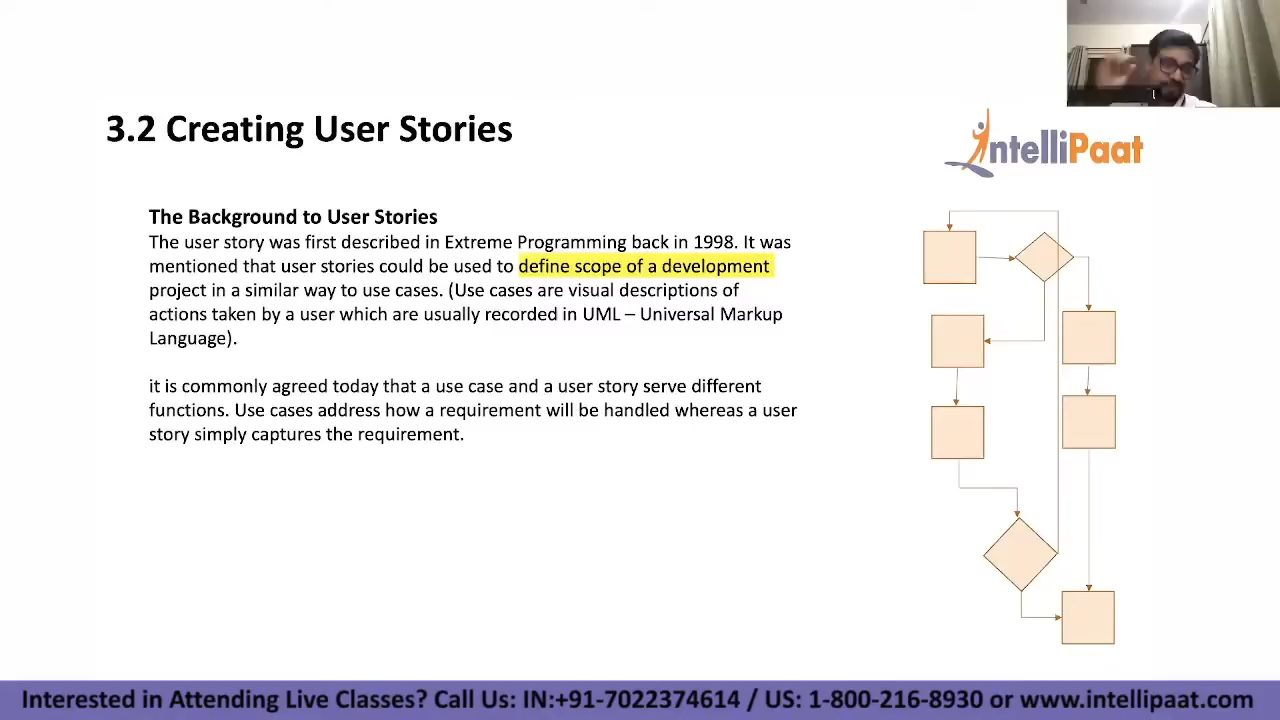 3.2 Creating User Stories
IntelliPaat
The Background to User Stories
The user story was first described in Extreme Programming back in 1998. It was
mentioned that user stories could be used to define scope of a development
project in a similar way to use cases. (Use cases are visual descriptions of
actions taken by a user which are usually recorded in UML – Universal Markup
Language).
it is commonly agreed today that a use case and a user story serve different
functions. Use cases address how a requirement will be handled whereas a user
story simply captures the requirement.
Interested in Attending Live Classes? Call Us: IN:+91-7022374614 / US: 1-800-216-8930 or www.intellipaat.com